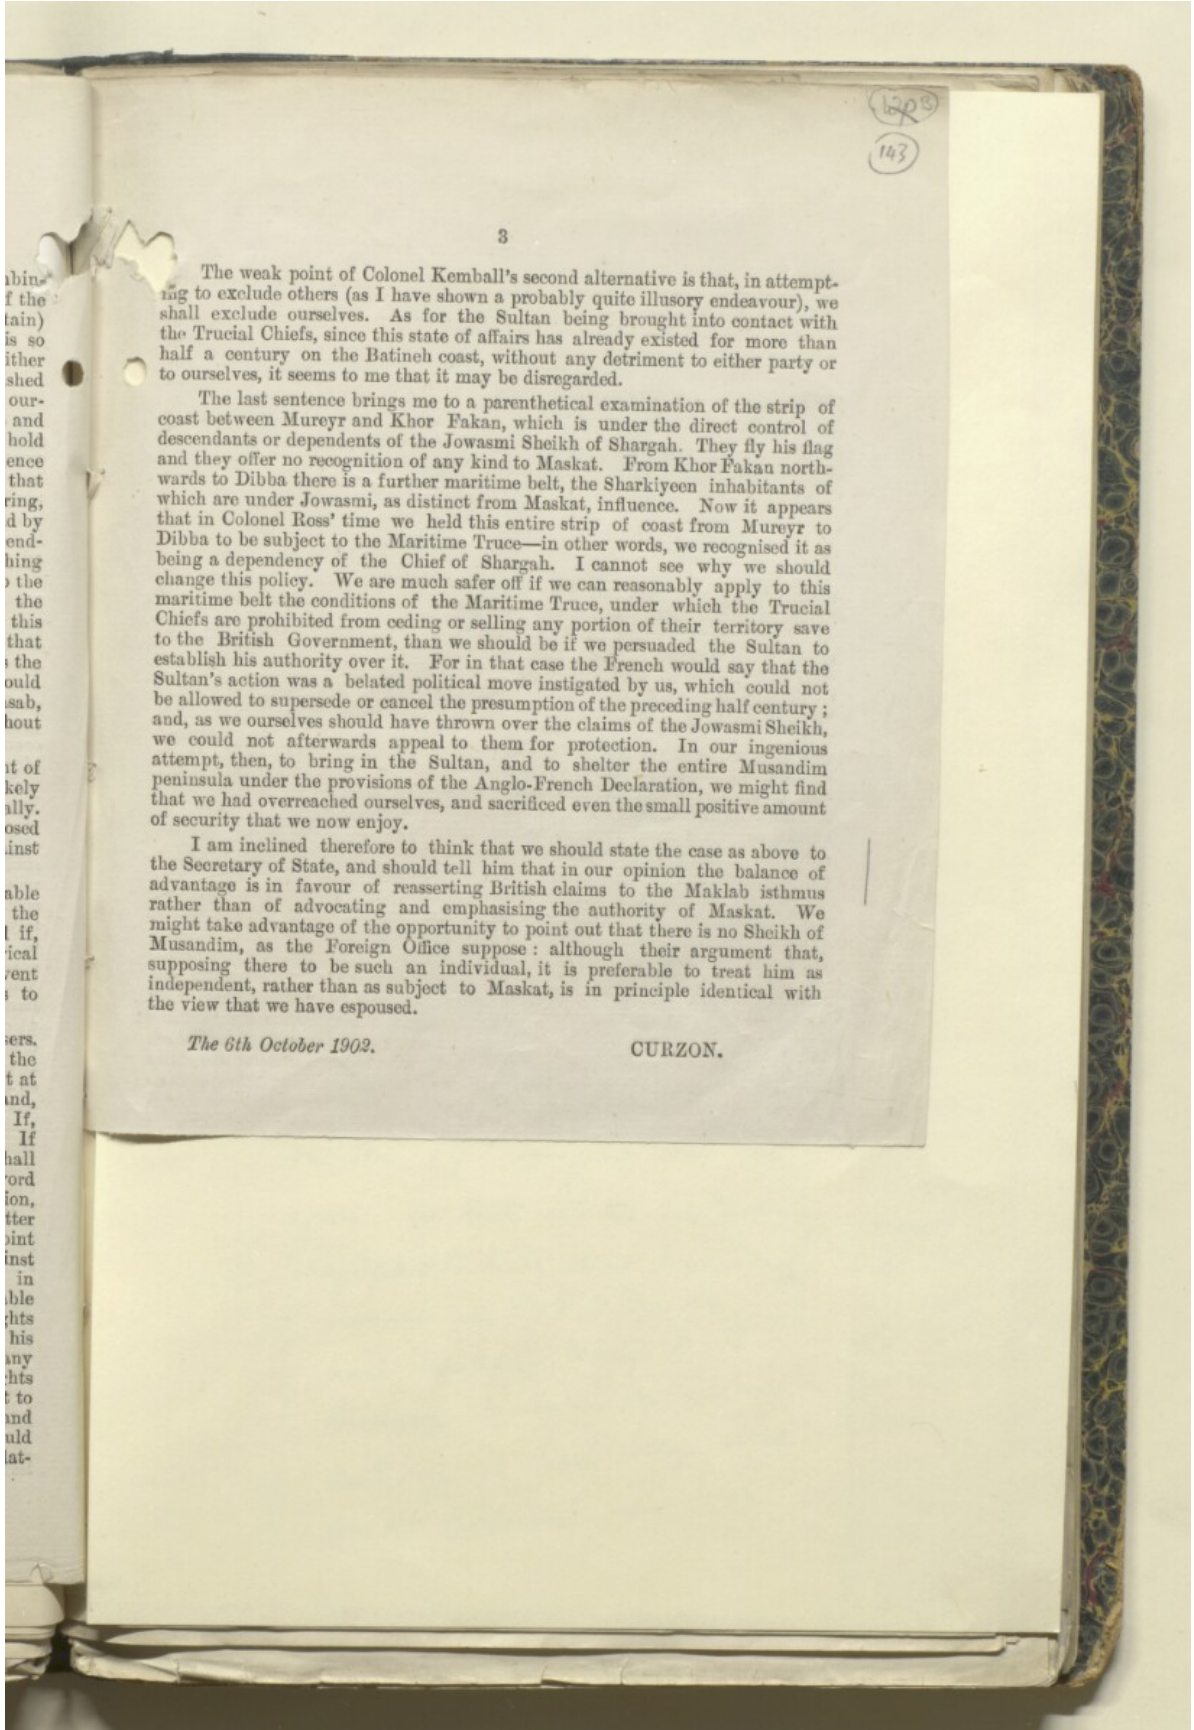 143
3
The weak point of Colonel Kemball's second alternative is that, in attempt-
ing to exclude others (as I have shown a probably quite illusory endeavour), we
shall exclude ourselves. As for the Sultan being brought into contact with
the Trucial Chiefs, since this state of affairs has already existed for more than
half a century on the Batineh coast, without any detriment to either party or
to ourselves, it seems to me that it may be disregarded.
The last sentence brings me to a parenthetical examination of the strip of
coast between Mureyr and Khor Fakan, which is under the direct control of
descendants or dependents of the Jowasmi Sheikh of Shargah. They fly his flag
and they offer no recognition of any kind to Maskat. From Khor Fakan north-
wards to Dibba there is a further maritime belt, the Sharkiyeen inhabitants of
which are under Jowasmi, as distinct from Maskat, influence. Now it appears
that in Colonel Ross' time we held this entire strip of coast from Mureyr to
Dibba to be subject to the Maritime Truce—in other words, we recognised it as
being a dependency of the Chief of Shargah. I cannot see why we should
change this policy. We are much safer off if we can reasonably apply to this
maritime belt the conditions of the Maritime Truce, under which the Trucial
Chiefs are prohibited from ceding or selling any portion of their territory save
to the British Government, than we should be if we persuaded the Sultan to
establish his authority over it. For in that case the French would say that the
Sultan's action was a belated political move instigated by us, which could not
be allowed to supersede or cancel the presumption of the preceding half century;
and, as we ourselves should have thrown over the claims of the Jowasmi Sheikh,
we could not afterwards appeal to them for protection. In our ingenious
attempt, then, to bring in the Sultan, and to shelter the entire Musandim
peninsula under the provisions of the Anglo-French Declaration, we might find
that we had overreached ourselves, and sacrificed even the small positive amount
of security that we now enjoy.
I am inclined therefore to think that we should state the case as above to
the Secretary of State, and should tell him that in our opinion the balance of
advantage is in favour of reasserting British claims to the Maklab isthmus
rather than of advocating and emphasising the authority of Maskat. We
might take advantage of the opportunity to point out that there is no Sheikh of
Musandim, as the Foreign Office suppose: although their argument that,
supposing there to be such an individual, it is preferable to treat him as
independent, rather than as subject to Maskat, is in principle identical with
the view that we have espoused.
The 6th October 1902. CURZON.